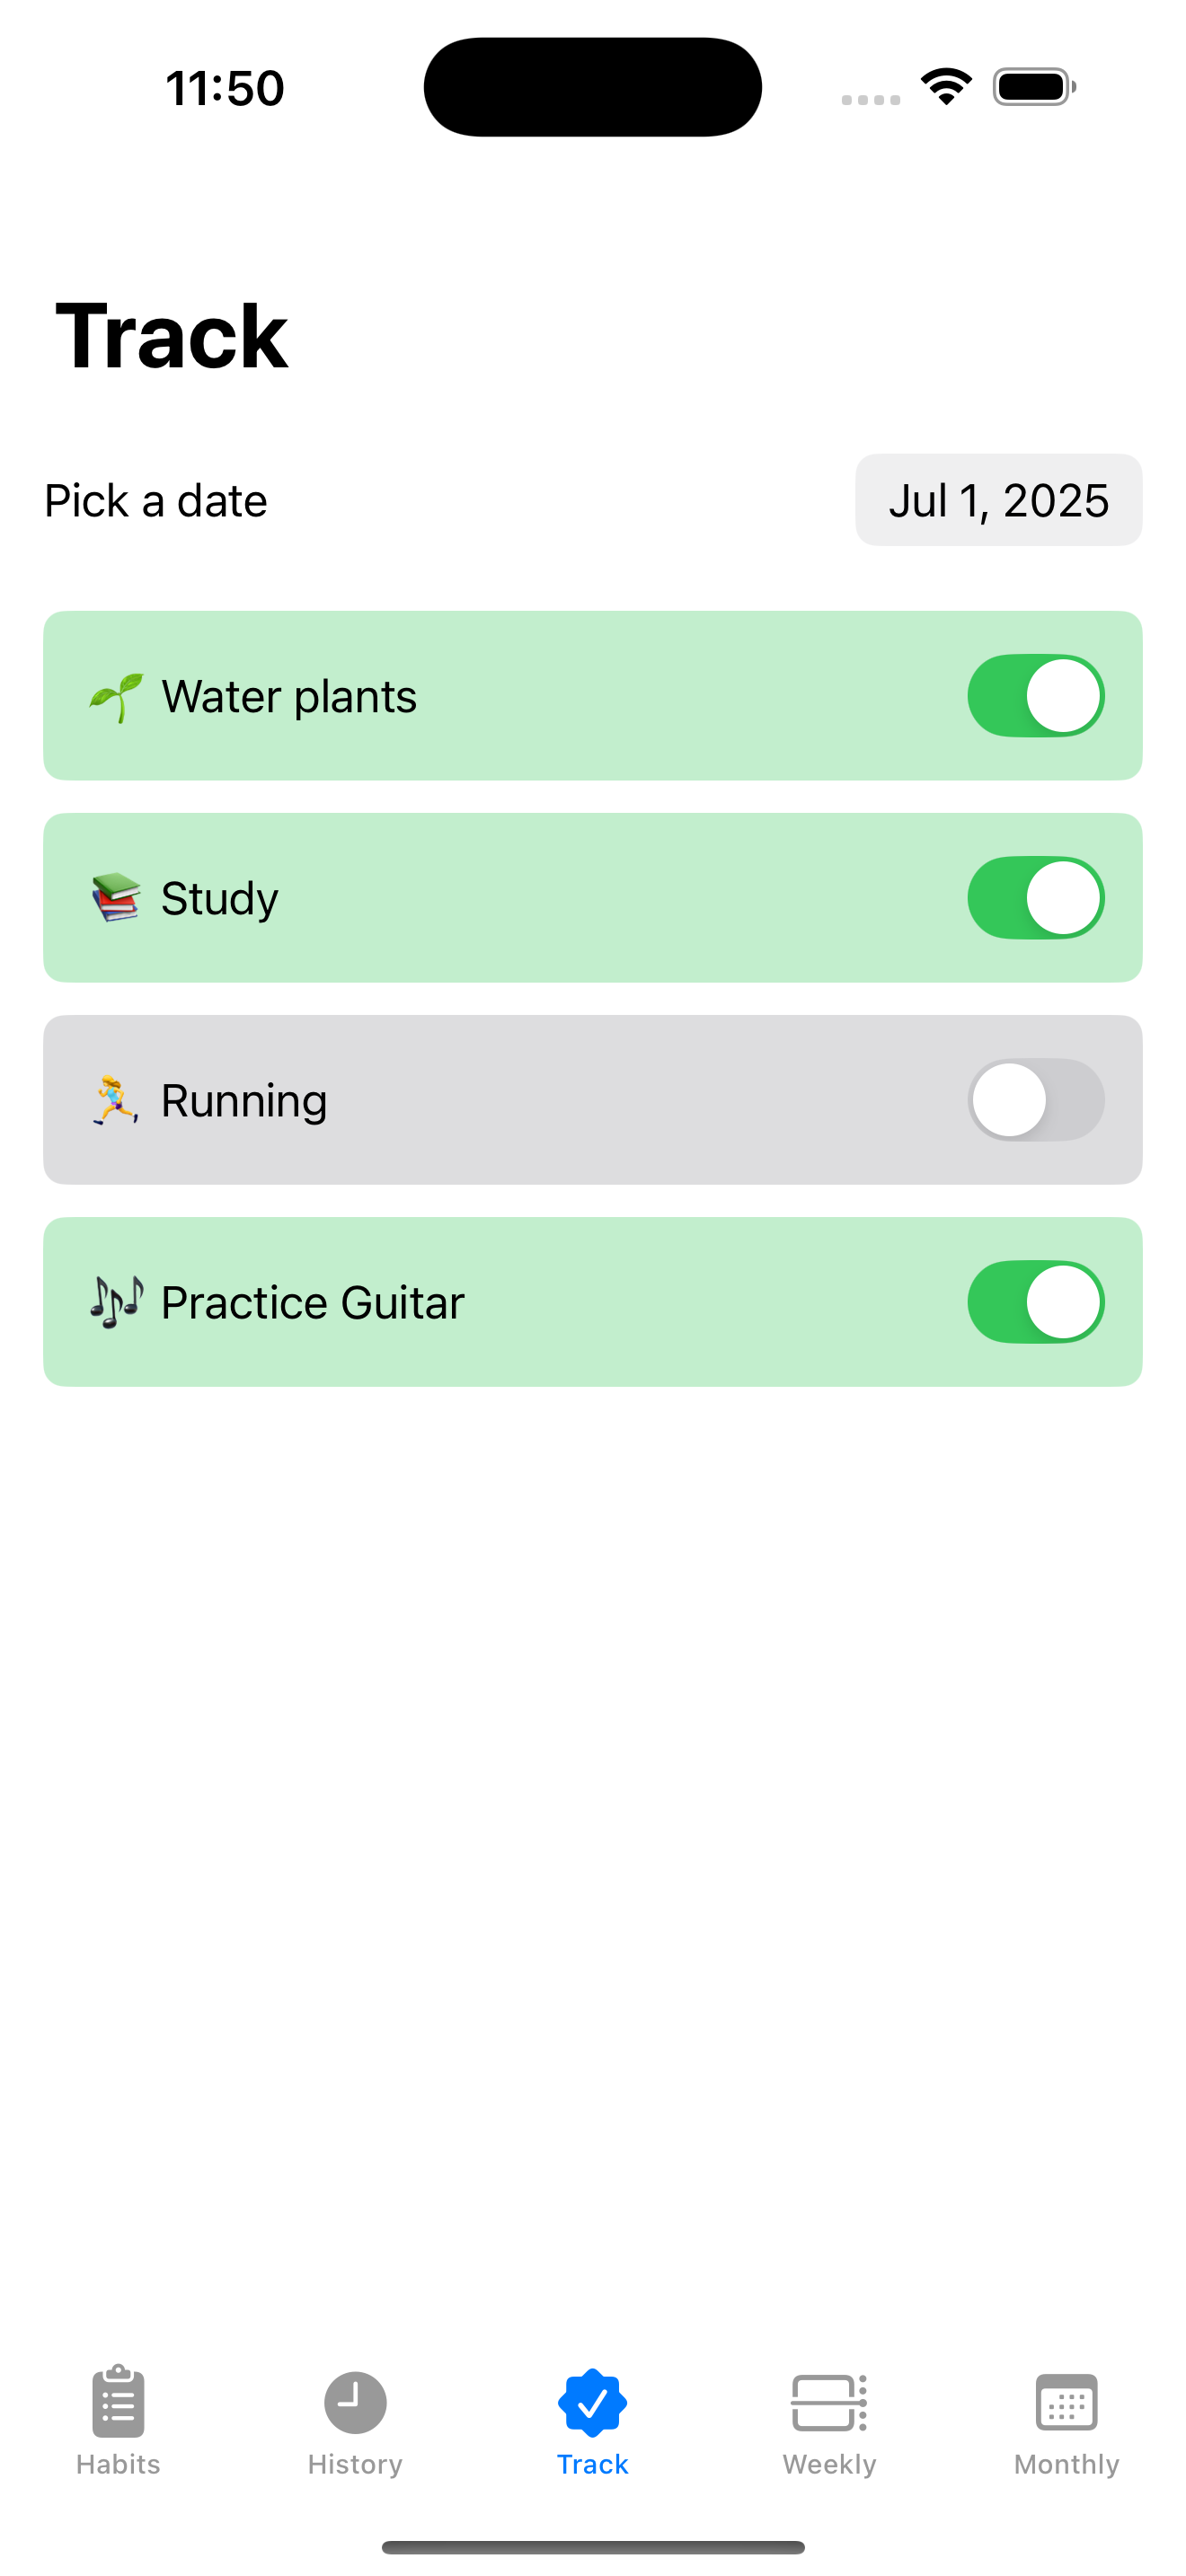 11:50
Track
Pick a date
Jul 1, 2025
🌱 Water plants
📚 Study
🏃‍♀️ Running
🎶 Practice Guitar
Habits
History
Track
Weekly
Monthly